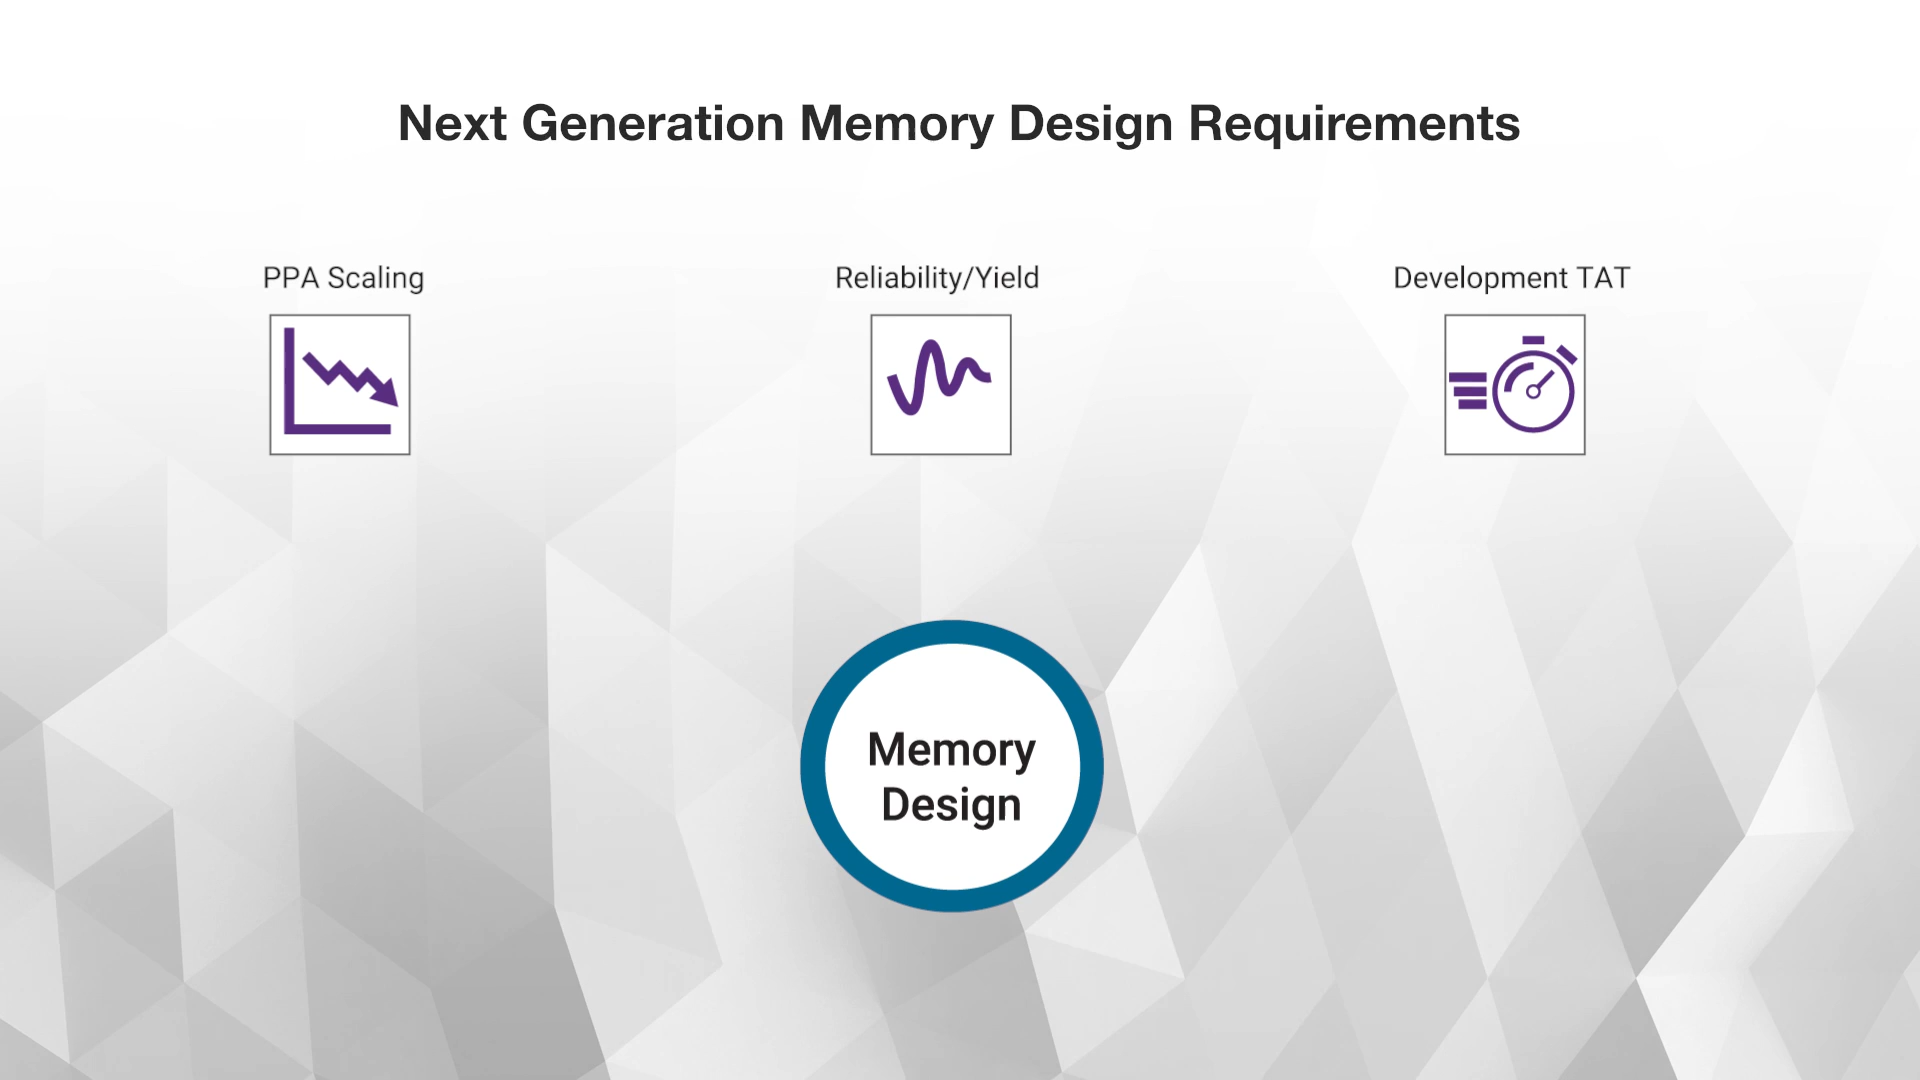 Next Generation Memory Design Requirements
PPA Scaling
Reliability/Yield
Development TAT
Memory
Design